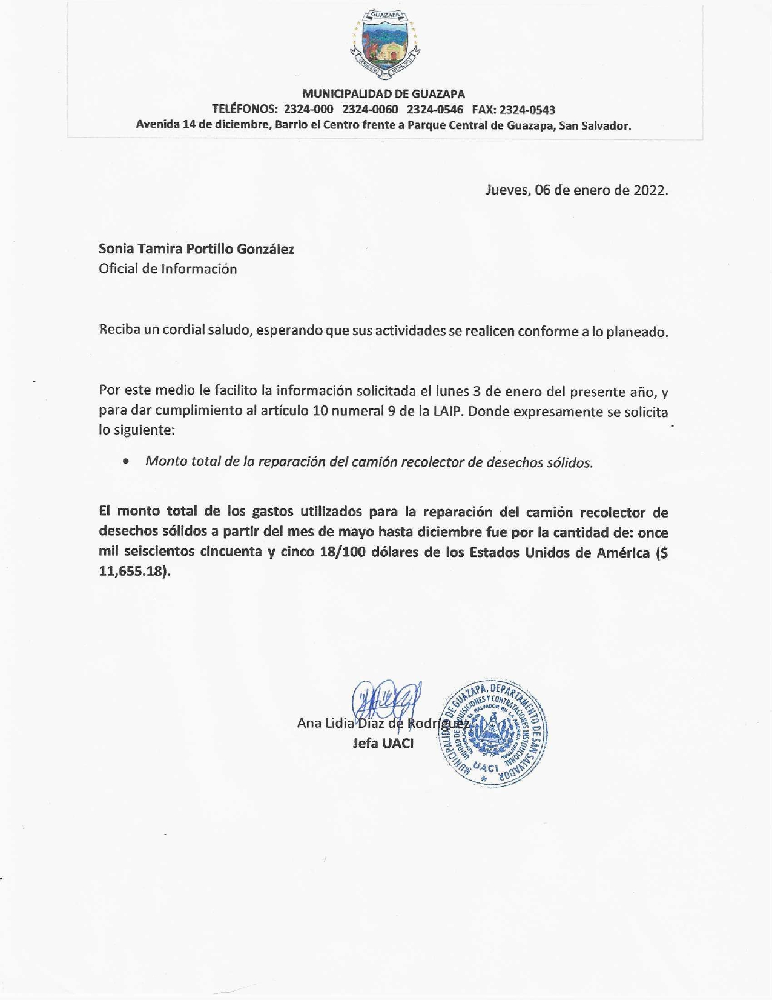 GUAZAPA
GOBIERNO MUNICIPAL
MUNICIPALIDAD DE GUAZAPA
TELÉFONOS: 2324-000 2324-0060 2324-0546 FAX: 2324-0543
Avenida 14 de diciembre, Barrio el Centro frente a Parque Central de Guazapa, San Salvador.
Jueves, 06 de enero de 2022.
Sonia Tamira Portillo González
Oficial de Información
Reciba un cordial saludo, esperando que sus actividades se realicen conforme a lo planeado.
Por este medio le facilito la información solicitada el lunes 3 de enero del presente año, y
para dar cumplimiento al artículo 10 numeral 9 de la LAIP. Donde expresamente se solicita
lo siguiente:
• Monto total de la reparación del camión recolector de desechos sólidos.
El monto total de los gastos utilizados para la reparación del camión recolector de
desechos sólidos a partir del mes de mayo hasta diciembre fue por la cantidad de: once
mil seiscientos cincuenta y cinco 18/100 dólares de los Estados Unidos de América ($
11,655.18).
Ana Lidia Díaz de Rodríguez
Jefa UACI
MUNICIPALIDAD DE GUAZAPA, DEPARTAMENTO DE SAN SALVADOR
UNIDAD DE ADQUISICIONES Y CONTRATACIONES INSTITUCIONAL
REPUBLICA DE EL SALVADOR EN LA AMERICA CENTRAL
UACI
*